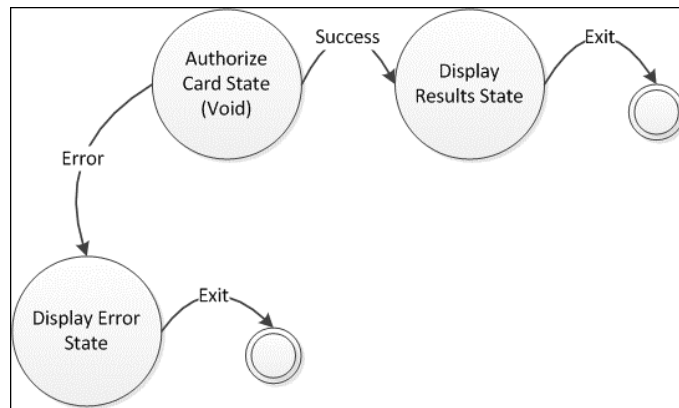 Authorize
Card State
(Void)
Success
Display
Results State
Exit
Error
Display Error
State
Exit